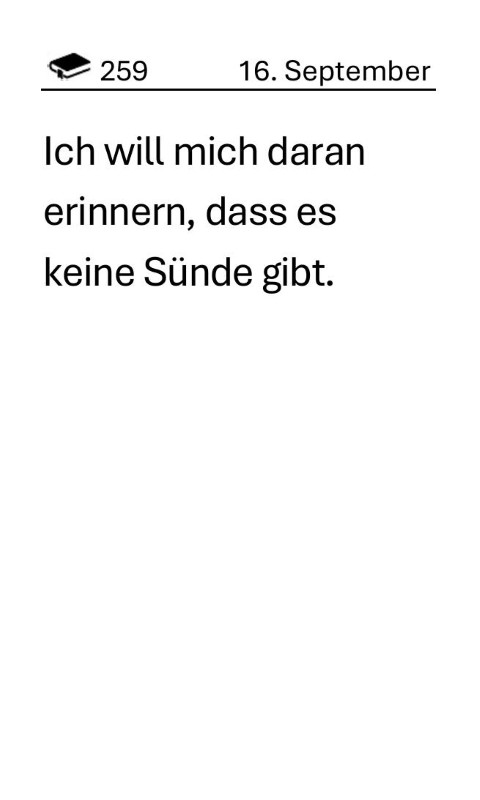 259 16. September
Ich will mich daran
erinnern, dass es
keine Sünde gibt.